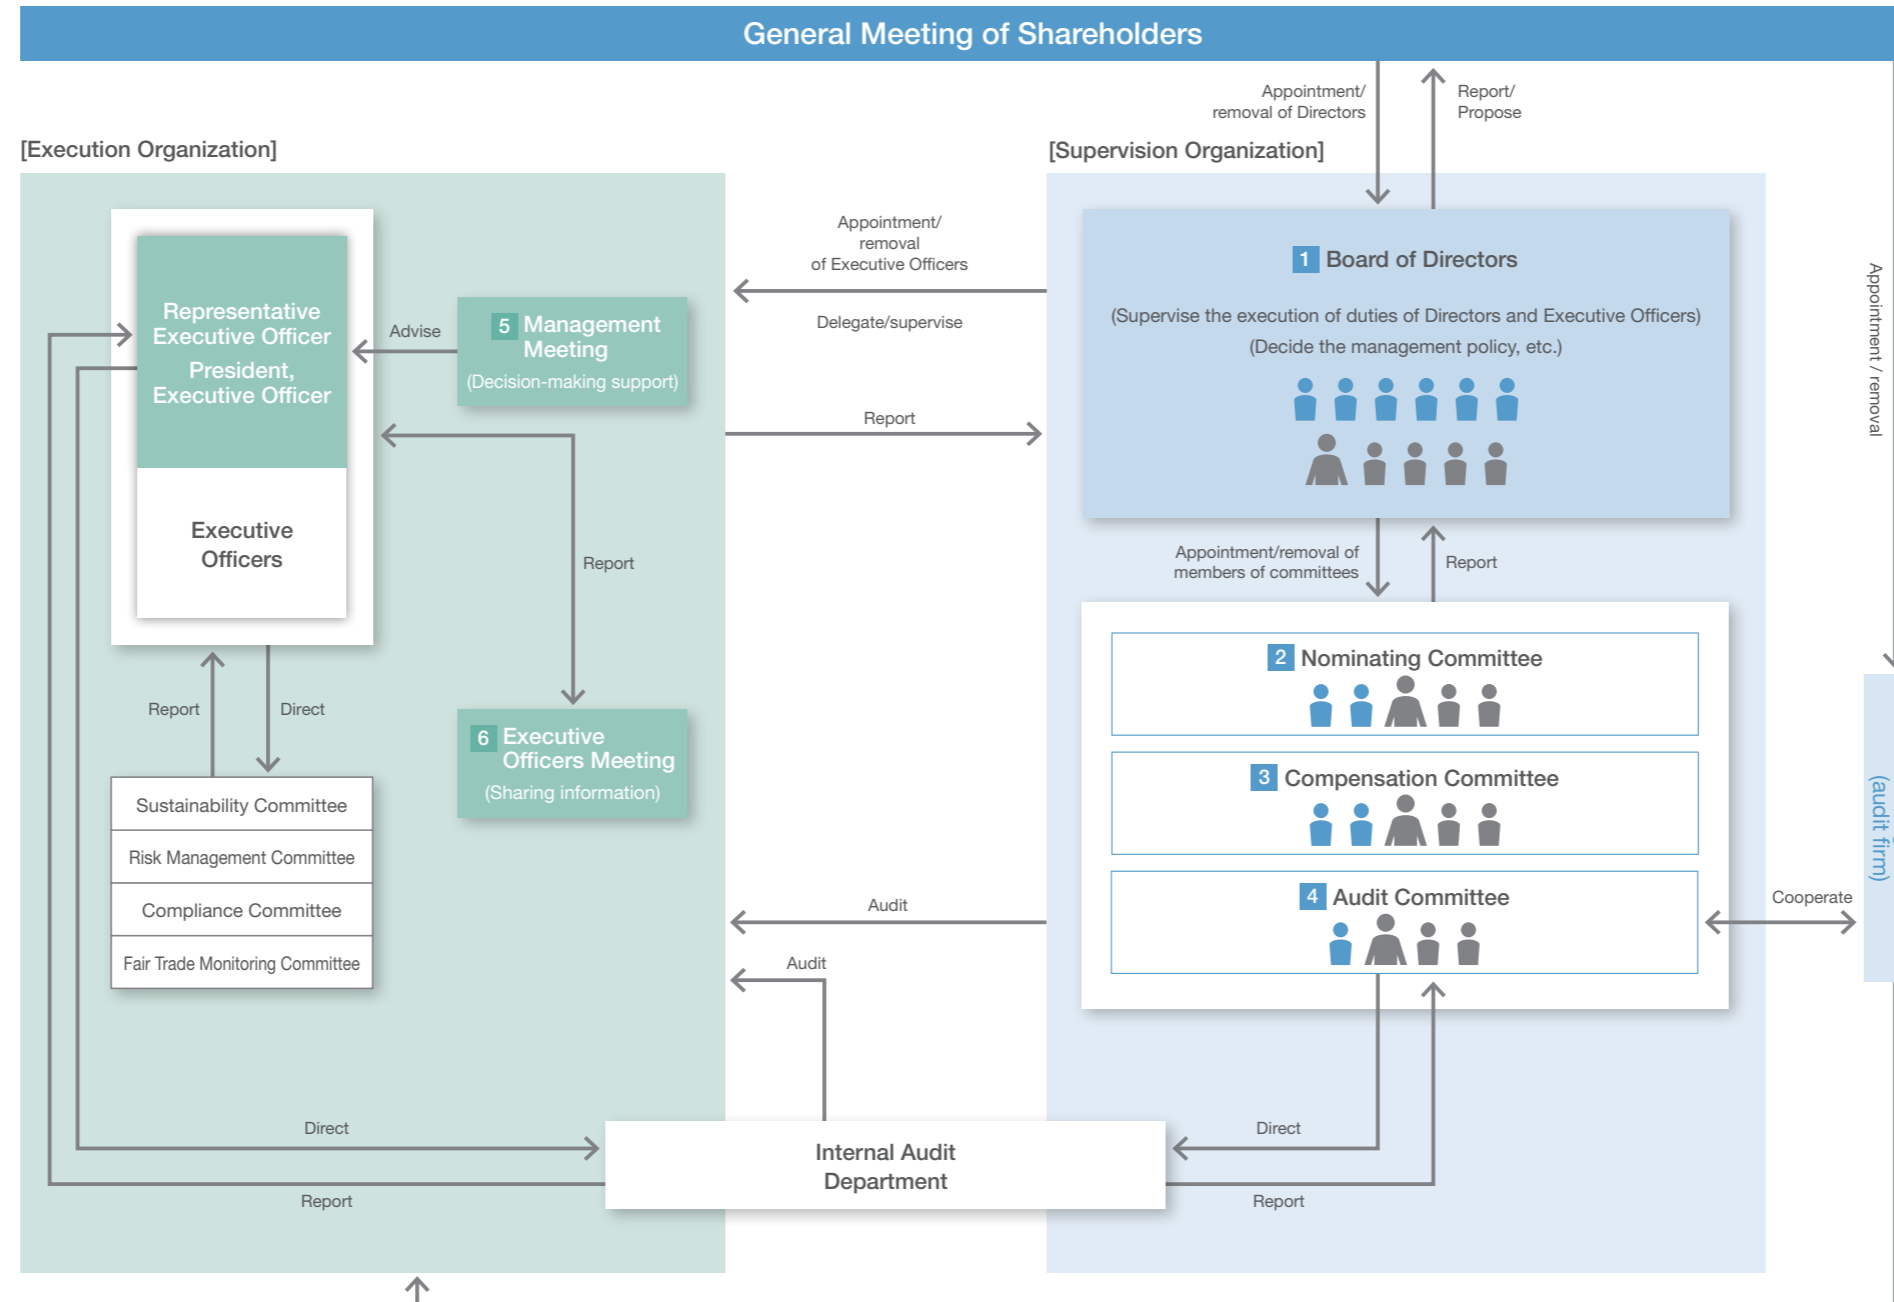 General Meeting of Shareholders
Appointment/
removal of Directors
Report/
Propose
[Execution Organization]
[Supervision Organization]
Representative
Executive Officer
President,
Executive Officer
Executive
Officers
Advise
5 Management
Meeting
(Decision-making support)
Report
6 Executive
Officers Meeting
(Sharing information)
Report
Direct
Sustainability Committee
Risk Management Committee
Compliance Committee
Fair Trade Monitoring Committee
Appointment/
removal
of Executive Officers
Delegate/supervise
Report
1 Board of Directors
(Supervise the execution of duties of Directors and Executive Officers)
(Decide the management policy, etc.)
Appointment/removal of
members of committees
Report
2 Nominating Committee
3 Compensation Committee
4 Audit Committee
Audit
Audit
Cooperate
Appointment / removal
(audit firm)
Direct
Report
Internal Audit
Department
Direct
Report